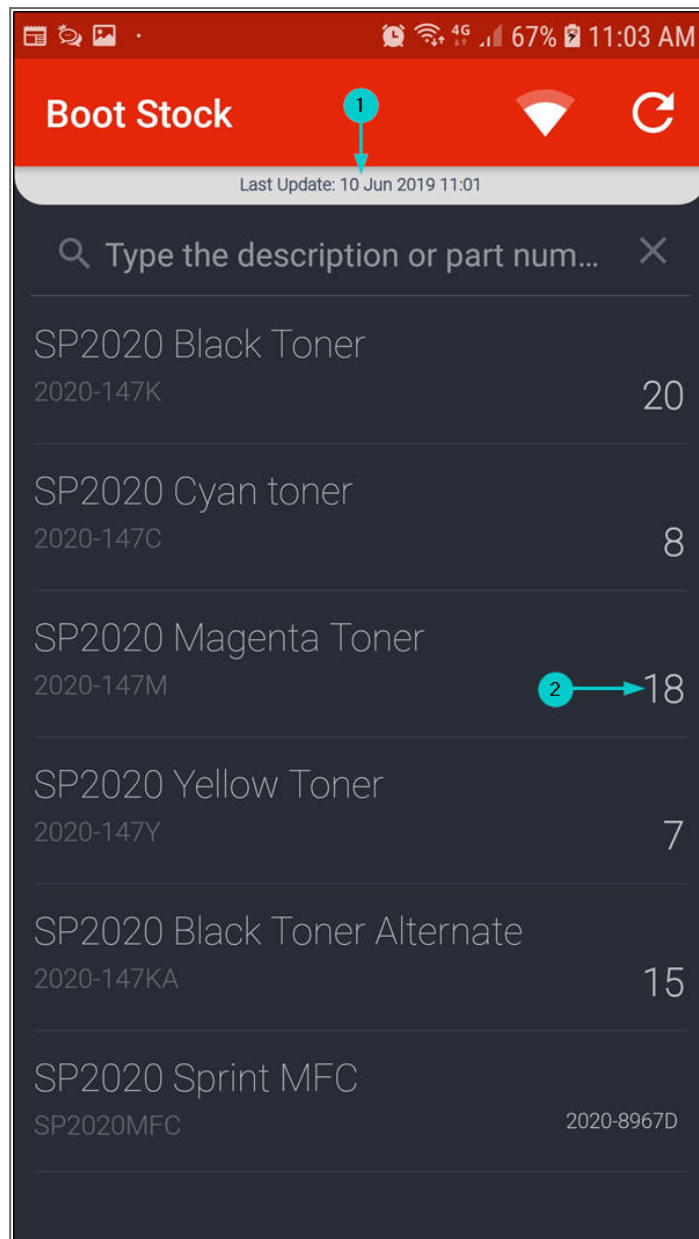 4G 67% 11:03 AM
Boot Stock
1
Last Update: 10 Jun 2019 11:01
Type the description or part num...
SP2020 Black Toner
2020-147K
20
SP2020 Cyan toner
2020-147C
8
SP2020 Magenta Toner
2020-147M
2
18
SP2020 Yellow Toner
2020-147Y
7
SP2020 Black Toner Alternate
2020-147KA
15
SP2020 Sprint MFC
SP2020MFC
2020-8967D